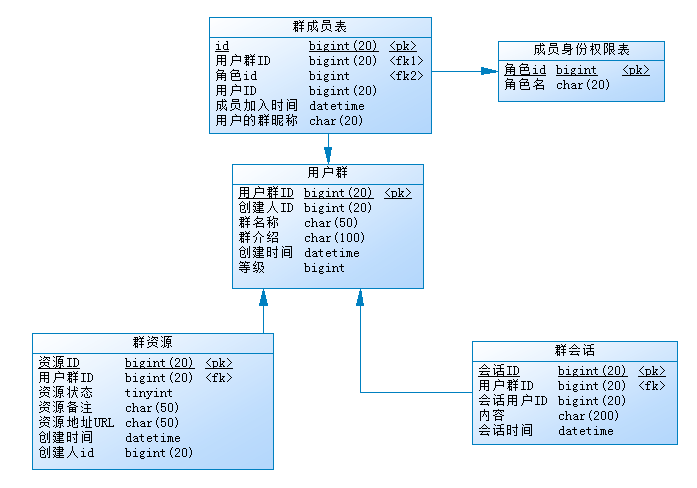 群成员表
id bigint(20) <pk>
用户群ID bigint(20) <fk1>
角色id bigint <fk2>
用户ID bigint(20)
成员加入时间 datetime
用户的群昵称 char(20)
成员身份权限表
角色id bigint <pk>
角色名 char(20)
用户群
用户群ID bigint(20) <pk>
创建人ID bigint(20)
群名称 char(50)
群介绍 char(100)
创建时间 datetime
等级 bigint
群资源
资源ID bigint(20) <pk>
用户群ID bigint(20) <fk>
资源状态 tinyint
资源备注 char(50)
资源地址URL char(50)
创建时间 datetime
创建人id bigint(20)
群会话
会话ID bigint(20) <pk>
用户群ID bigint(20) <fk>
会话用户ID bigint(20)
内容 char(200)
会话时间 datetime